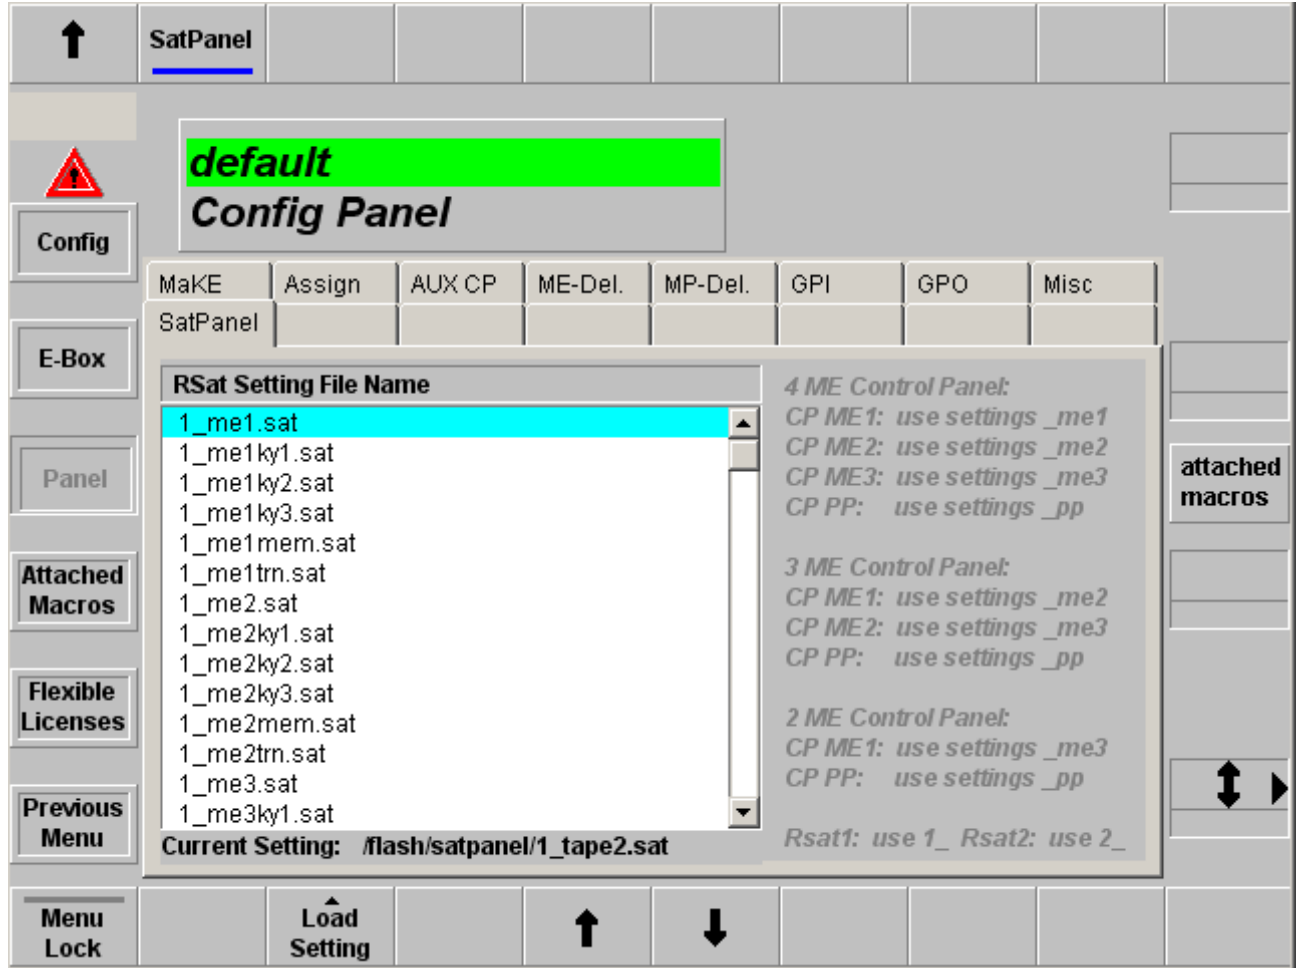 SatPanel
default
Config Panel
Config
MaKE Assign AUX CP ME-Del. MP-Del. GPI GPO Misc
SatPanel
E-Box
RSat Setting File Name
1_me1.sat
1_me1ky1.sat
1_me1ky2.sat
1_me1ky3.sat
1_me1mem.sat
1_me1trn.sat
1_me2.sat
1_me2ky1.sat
1_me2ky2.sat
1_me2ky3.sat
1_me2mem.sat
1_me2trn.sat
1_me3.sat
1_me3ky1.sat
Current Setting: /flash/satpanel/1_tape2.sat
4 ME Control Panel:
CP ME1: use settings _me1
CP ME2: use settings _me2
CP ME3: use settings _me3
CP PP: use settings _pp
3 ME Control Panel:
CP ME1: use settings _me2
CP ME2: use settings _me3
CP PP: use settings _pp
2 ME Control Panel:
CP ME1: use settings _me3
CP PP: use settings _pp
Rsat1: use 1_ Rsat2: use 2_
Panel
attached
macros
Attached
Macros
Flexible
Licenses
Previous
Menu
Menu
Lock
Load
Setting